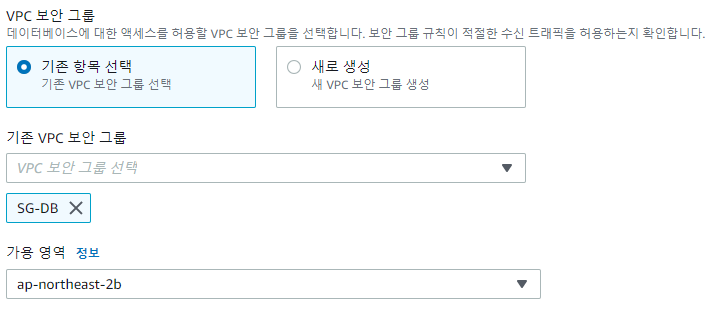 VPC 보안 그룹
데이터베이스에 대한 액세스를 허용할 VPC 보안 그룹을 선택합니다. 보안 그룹 규칙이 적절한 수신 트래픽을 허용하는지 확인합니다.
기존 항목 선택
기존 VPC 보안 그룹 선택
새로 생성
새 VPC 보안 그룹 생성
기존 VPC 보안 그룹
VPC 보안 그룹 선택
SG-DB
가용 영역 정보
ap-northeast-2b